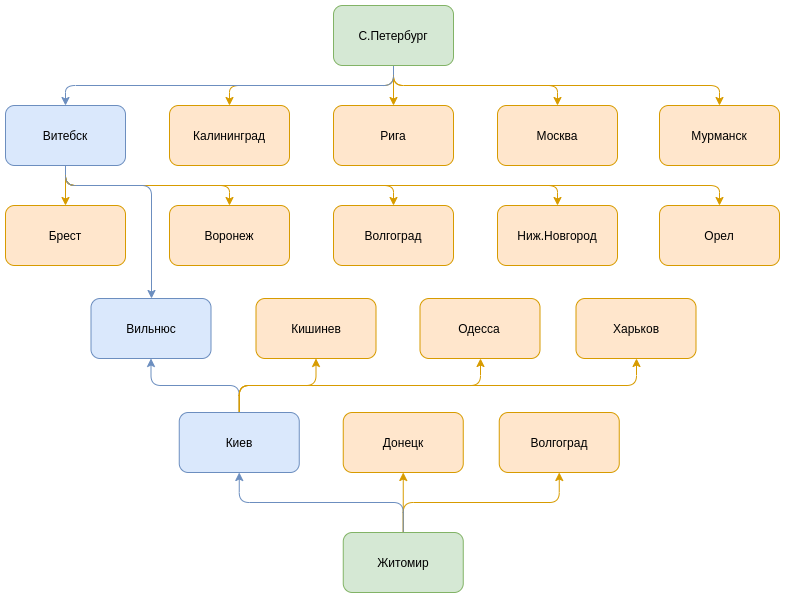 С.Петербург
Витебск
Калининград
Рига
Москва
Мурманск
Брест
Воронеж
Волгоград
Ниж.Новгород
Орел
Вильнюс
Кишинев
Одесса
Харьков
Киев
Донецк
Волгоград
Житомир